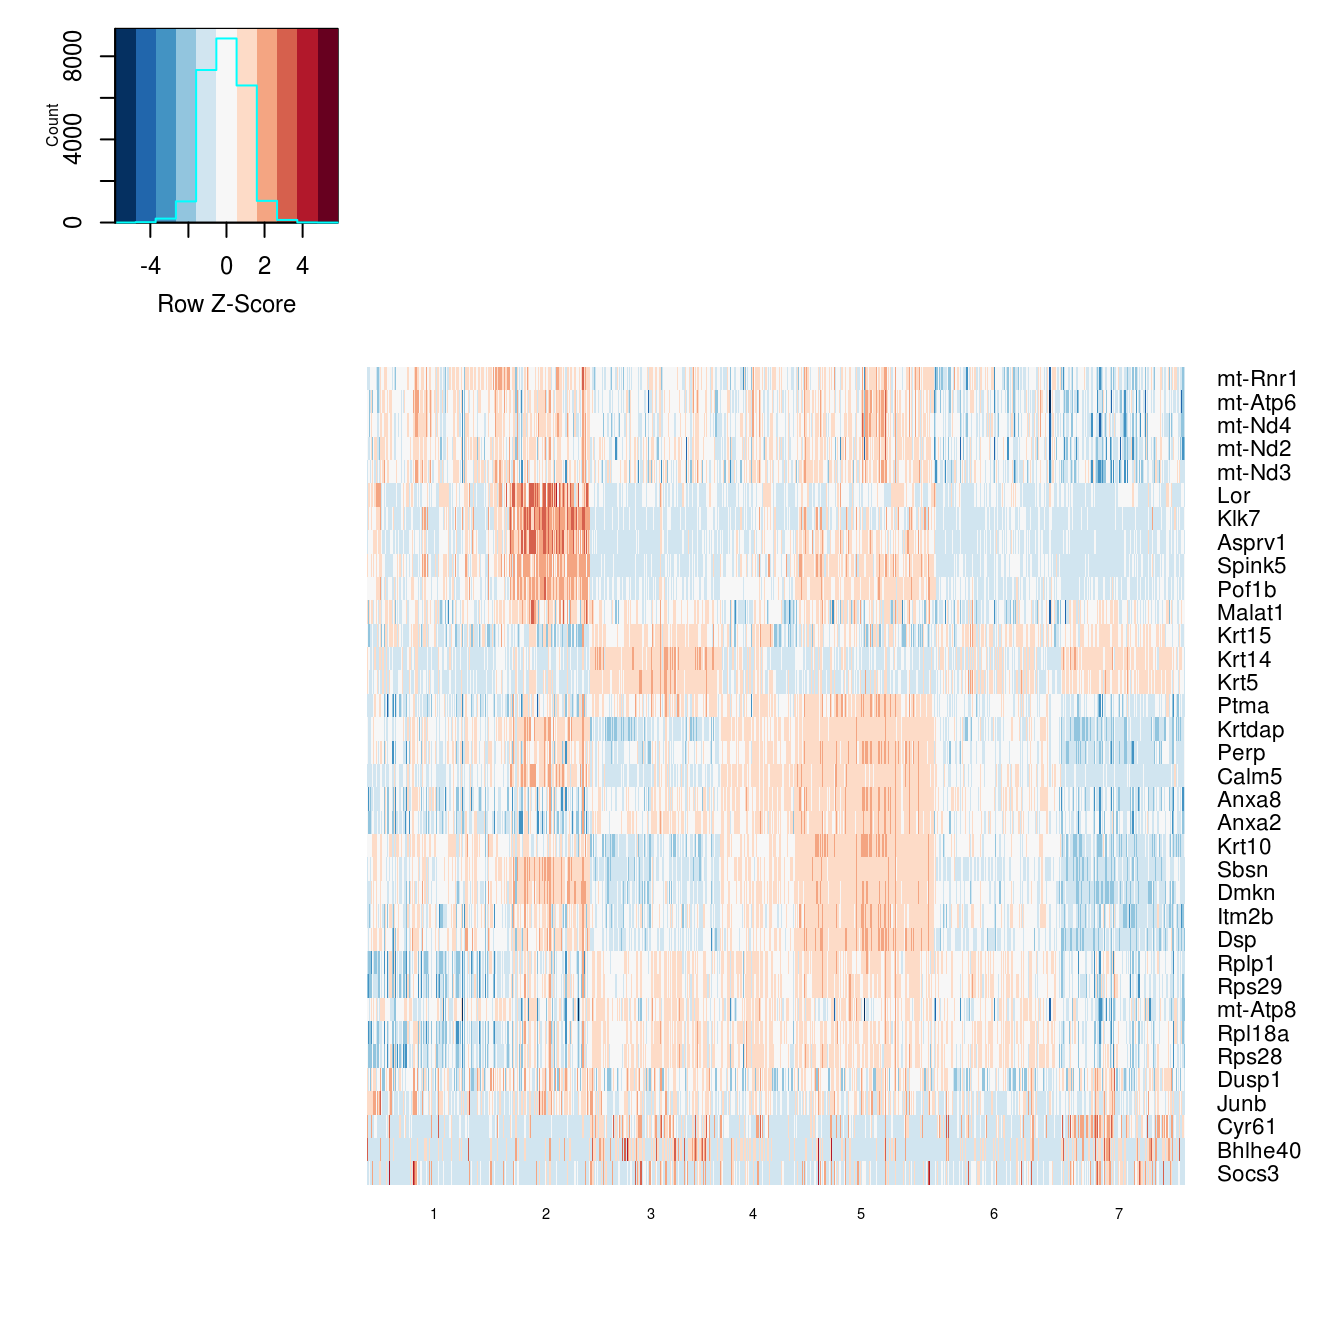 8000
4000
0
Count
-4 0 2 4
Row Z-Score
mt-Rnr1
mt-Atp6
mt-Nd4
mt-Nd2
mt-Nd3
Lor
Klk7
Asprv1
Spink5
Pof1b
Malat1
Krt15
Krt14
Krt5
Ptma
Krtdap
Perp
Calm5
Anxa8
Anxa2
Krt10
Sbsn
Dmkn
Itm2b
Dsp
Rplp1
Rps29
mt-Atp8
Rpl18a
Rps28
Dusp1
Junb
Cyr61
Bhlhe40
Socs3
1 2 3 4 5 6 7